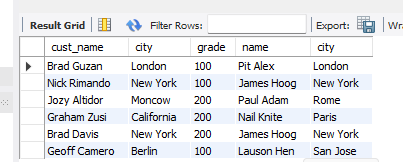 Result Grid Filter Rows: Export: Wra
cust_name city grade name city
Brad Guzan London 100 Pit Alex London
Nick Rimando New York 100 James Hoog New York
Jozy Altidor Moncow 200 Paul Adam Rome
Graham Zusi California 200 Nail Knite Paris
Brad Davis New York 200 James Hoog New York
Geoff Camero Berlin 100 Lauson Hen San Jose